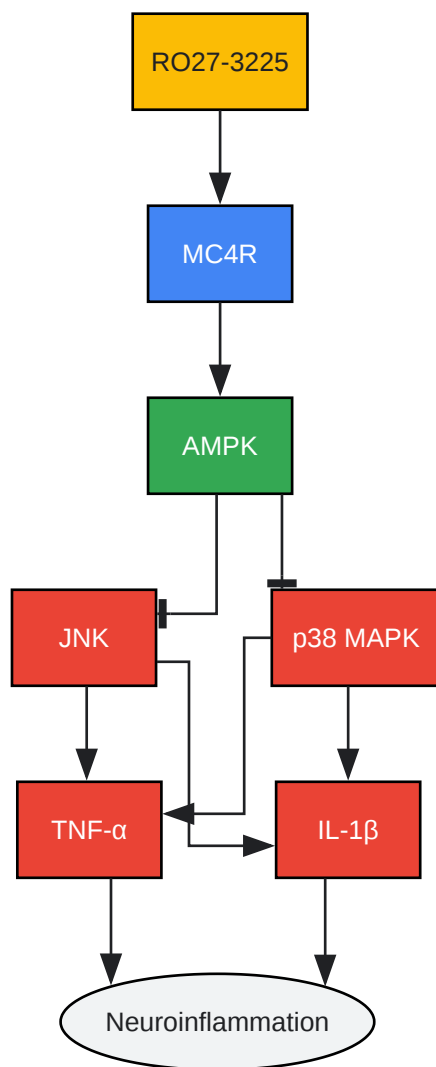 RO27-3225
MC4R
AMPK
JNK
p38 MAPK
TNF-α
IL-1β
Neuroinflammation